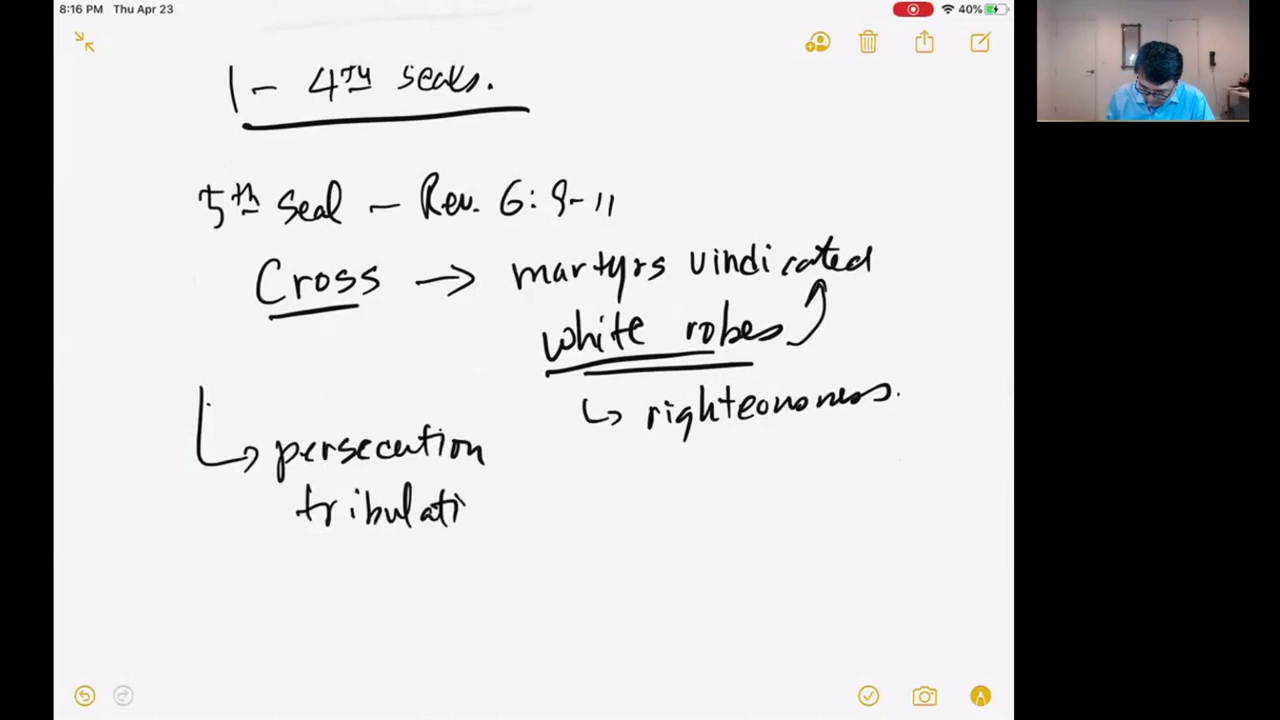 8:16 PM Thu Apr 23 40%
1 - 4TH seals.
5th seal - Rev. 6: 9-11
Cross → martyrs vindicated
white robes
↳ righteousness.
↳ persecution
tribulati